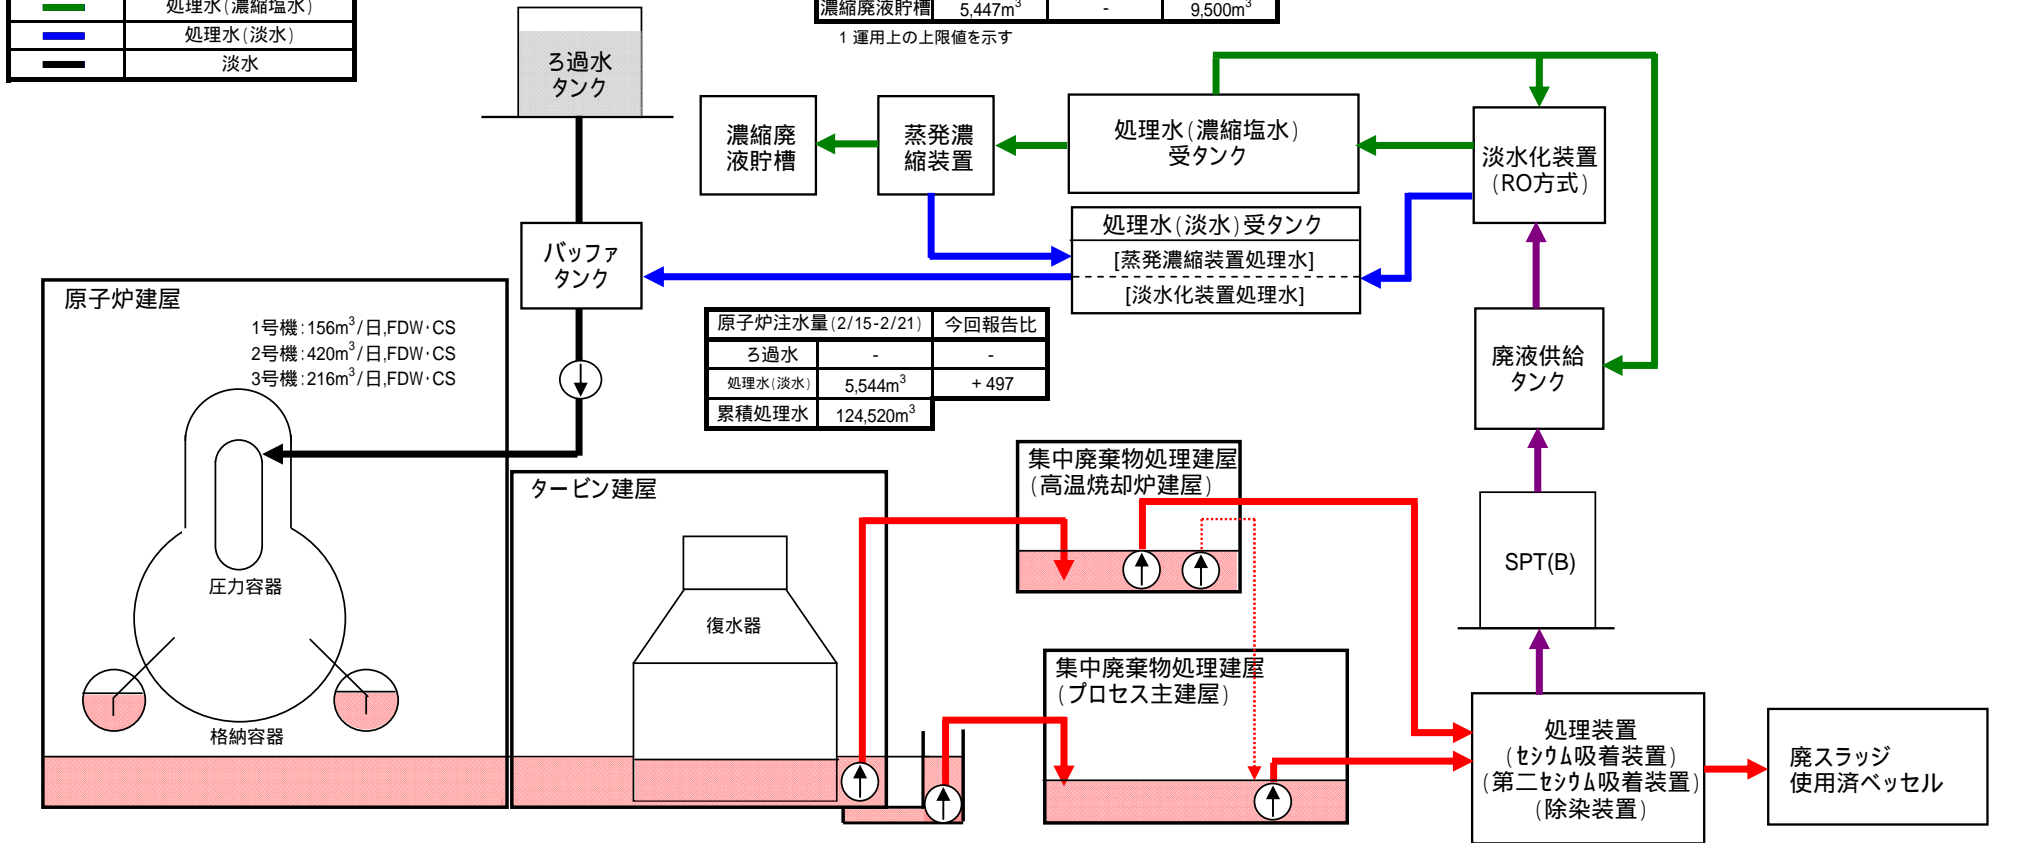 処理水(濃縮塩水)
処理水(淡水)
淡水
濃縮廃液貯槽 5,447m³ - 9,500m³
1 運用上の上限値を示す
ろ過水
タンク
濃縮廃
液貯槽
蒸発濃
縮装置
処理水(濃縮塩水)
受タンク
淡水化装置
(RO方式)
処理水(淡水)受タンク
[蒸発濃縮装置処理水]
[淡水化装置処理水]
バッファ
タンク
原子炉建屋
1号機:156m³/日,FDW・CS
2号機:420m³/日,FDW・CS
3号機:216m³/日,FDW・CS
原子炉注水量(2/15-2/21) 今回報告比
ろ過水 - -
処理水(淡水) 5,544m³ + 497
累積処理水 124,520m³
廃液供給
タンク
タービン建屋
集中廃棄物処理建屋
(高温焼却炉建屋)
SPT(B)
圧力容器
復水器
格納容器
集中廃棄物処理建屋
(プロセス主建屋)
処理装置
(セシウム吸着装置)
(第二セシウム吸着装置)
(除染装置)
廃スラッジ
使用済ベッセル